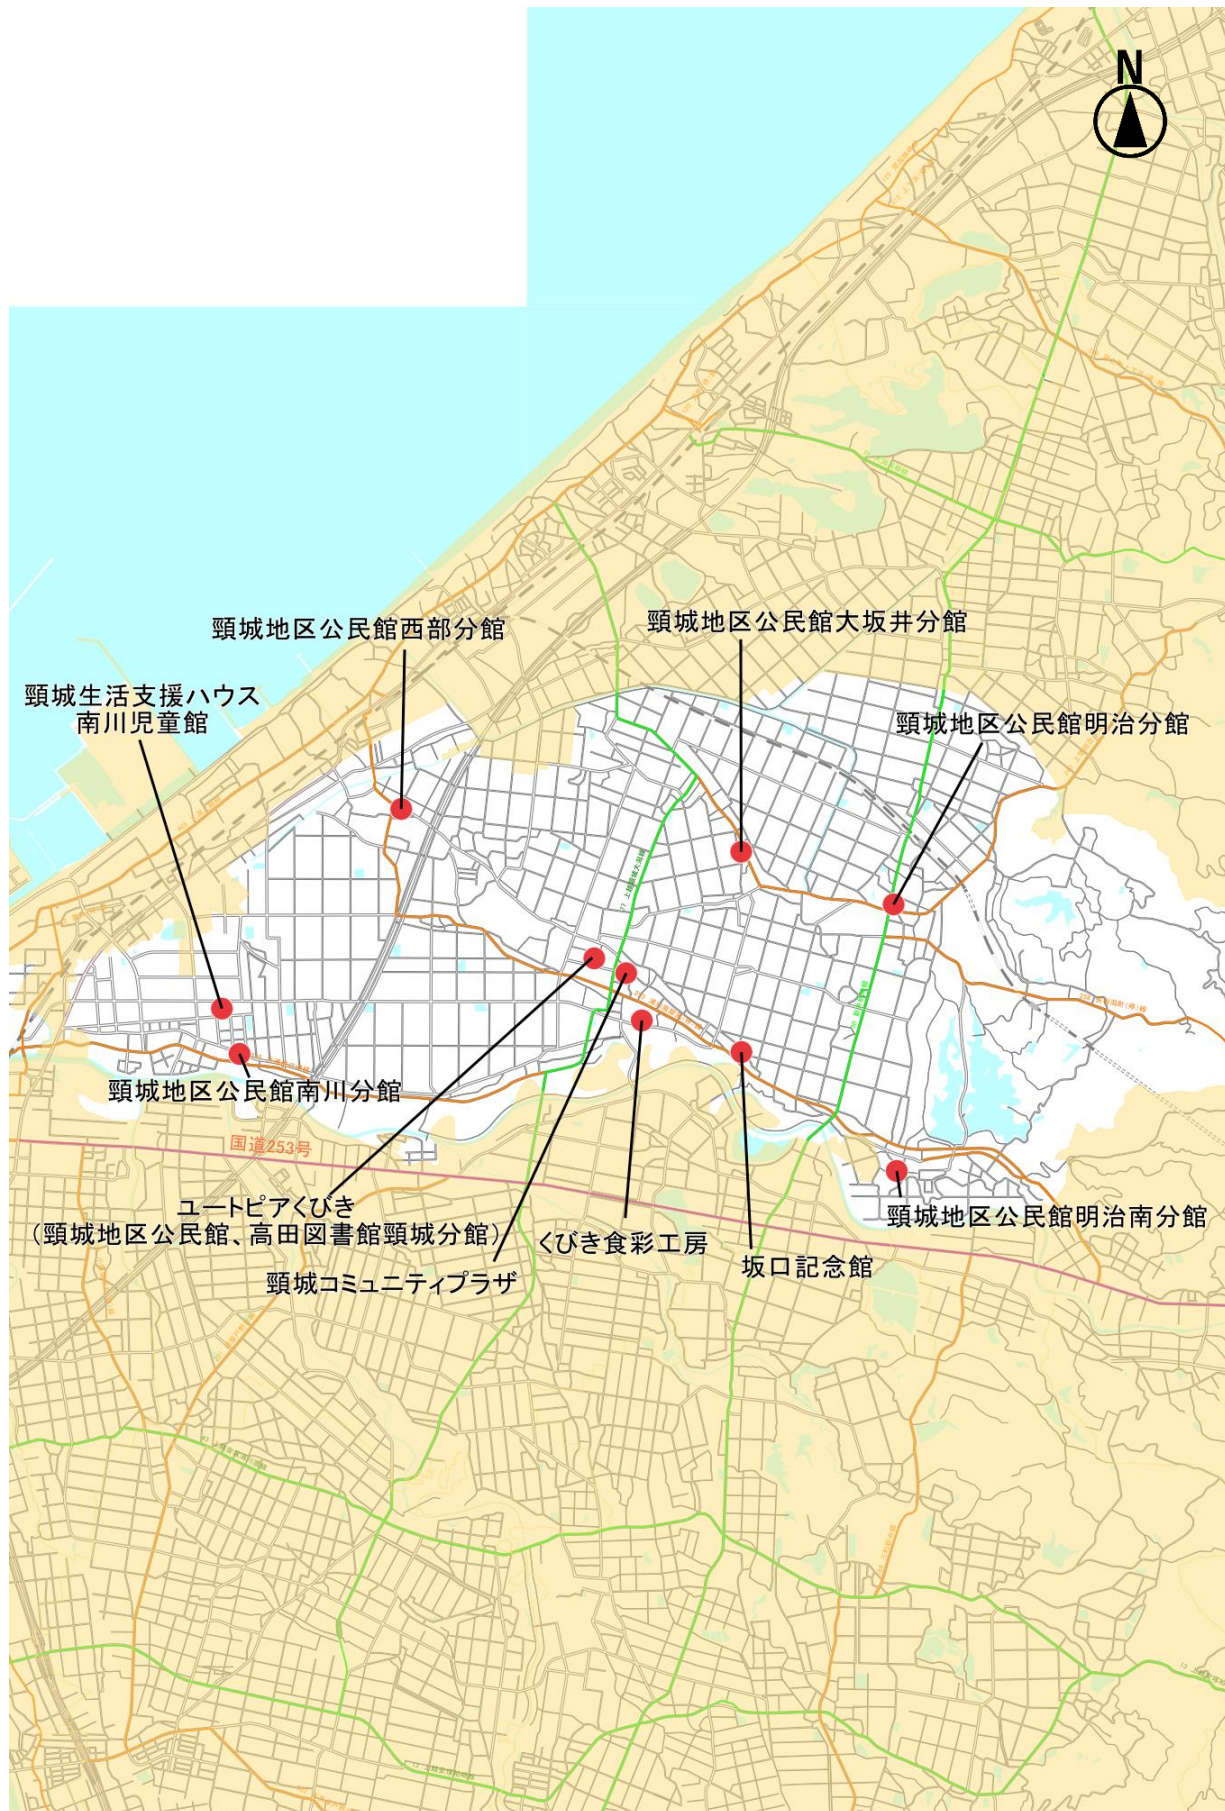 N
頸城地区公民館西部分館
頸城地区公民館大坂井分館
頸城生活支援ハウス
南川児童館
頸城地区公民館明治分館
頸城地区公民館南川分館
国道253号
ユートピアくびき
(頸城地区公民館、高田図書館頸城分館)
くびき食彩工房
頸城コミュニティプラザ
坂口記念館
頸城地区公民館明治南分館